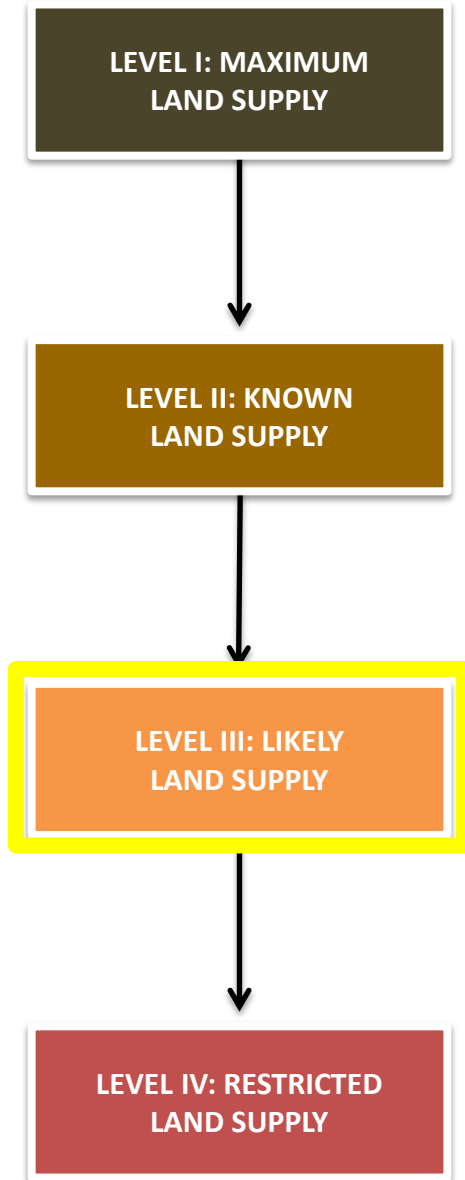 LEVEL I: MAXIMUM
LAND SUPPLY
LEVEL II: KNOWN
LAND SUPPLY
LEVEL III: LIKELY
LAND SUPPLY
LEVEL IV: RESTRICTED
LAND SUPPLY